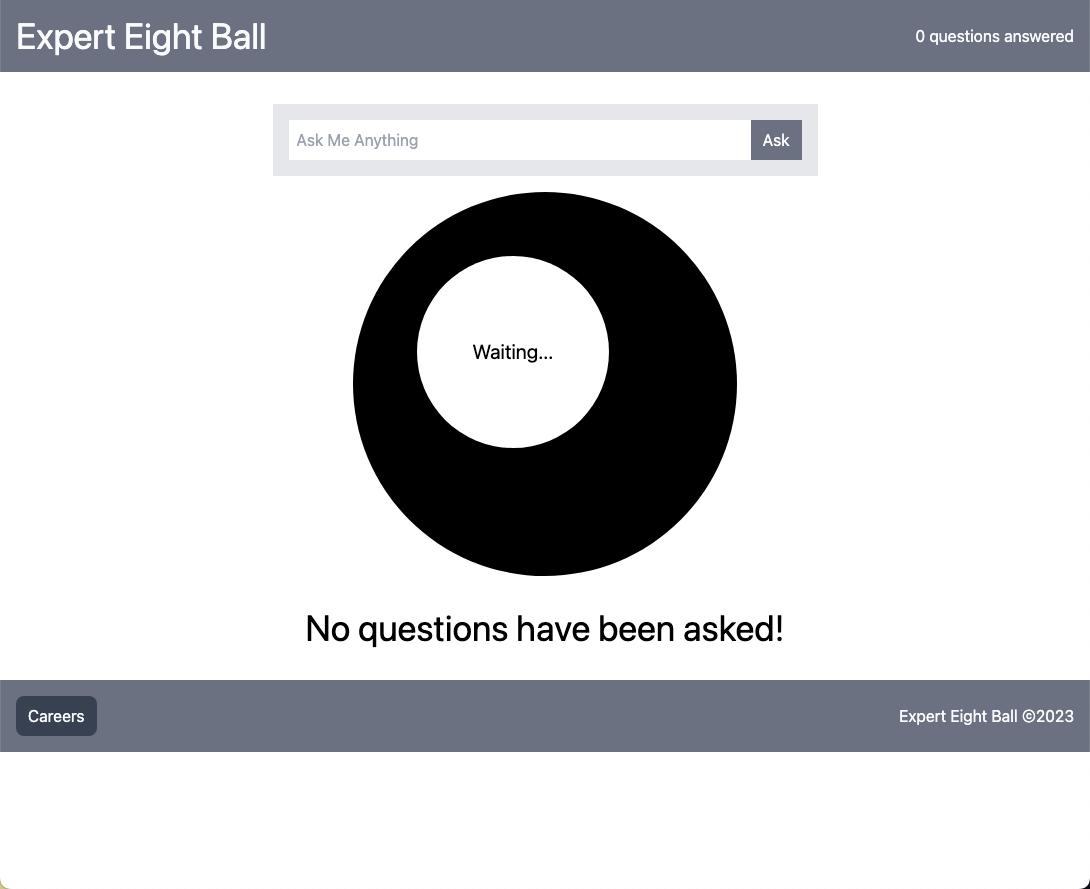 Expert Eight Ball
0 questions answered
Ask Me Anything
Ask
Waiting...
No questions have been asked!
Careers
Expert Eight Ball ©2023